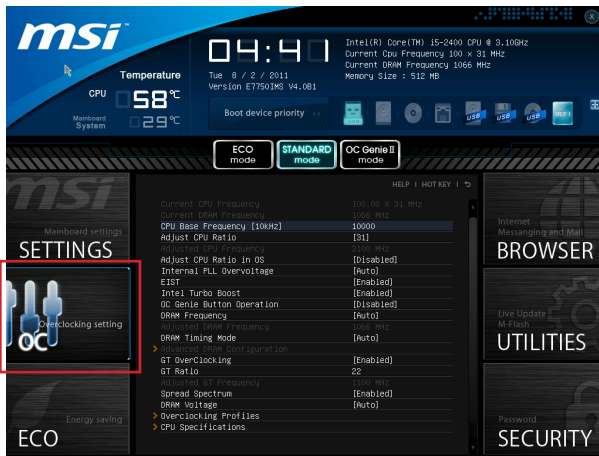 msi
04:41
Tue 8 / 2 / 2011
Version E7750IMS V4.0B1
Intel(R) Core(TM) i5-2400 CPU @ 3.10GHz
Current Cpu Frequency 100 x 31 MHz
Current DRAM Frequency 1066 MHz
Memory Size : 512 MB
Temperature
CPU 58°C
Mainboard
System 29°C
Boot device priority
USB USB USB UEFI
ECO
mode
STANDARD
mode
OC Genie II
mode
HELP | HOT KEY |
msi
Mainboard settings
SETTINGS
Overclocking setting
OC
Energy saving
ECO
Current CPU Frequency 100.00 X 31 MHz
Current DRAM Frequency 1066 MHz
CPU Base Frequency [10kHz] 10000
Adjust CPU Ratio [31]
Adjusted CPU Frequency 3100 MHz
Adjust CPU Ratio in OS [Disabled]
Internal PLL Overvoltage [Auto]
EIST [Enabled]
Intel Turbo Boost [Enabled]
OC Genie Button Operation [Disabled]
DRAM Frequency [Auto]
Adjusted DRAM Frequency 1066 MHz
DRAM Timing Mode [Auto]
> Advanced DRAM Configuration
GT OverClocking [Enabled]
GT Ratio 22
Adjusted GT Frequency 1100 MHz
Spread Spectrum [Enabled]
DRAM Voltage [Auto]
> Overclocking Profiles
> CPU Specifications
Internet
Messanging and Mail
BROWSER
Live Update
M-Flash
UTILITIES
Password
SECURITY